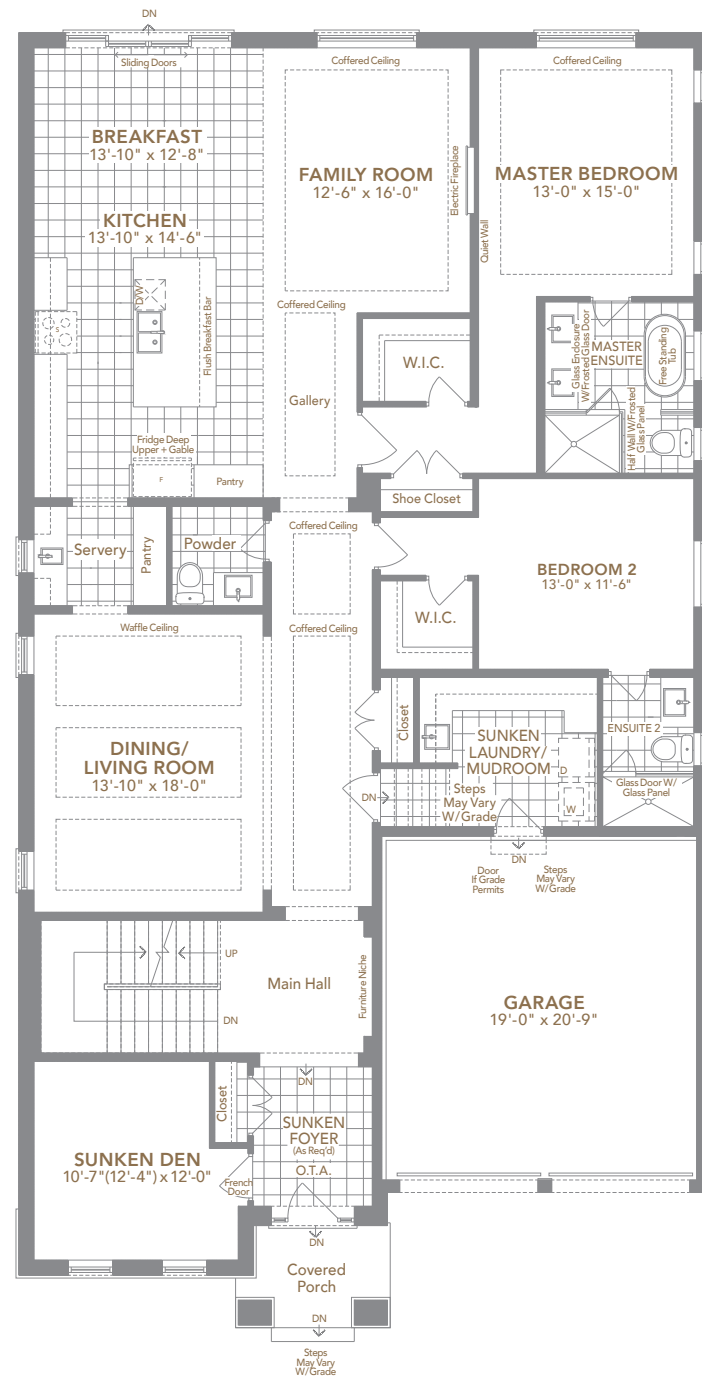 DN
Sliding Doors
Coffered Ceiling
Coffered Ceiling
BREAKFAST
13'-10" x 12'-8"
FAMILY ROOM
12'-6" x 16'-0"
Electric Fireplace
MASTER BEDROOM
13'-0" x 15'-0"
Quiet Wall
KITCHEN
13'-10" x 14'-6"
D/W
Flush Breakfast Bar
Coffered Ceiling
Gallery
W.I.C.
Glass Enclosure
W/Frosted Glass Door
MASTER
ENSUITE
Free Standing
Tub
Half Wall W/Frosted
Glass Panel
Fridge Deep
Upper + Gable
F
Pantry
Shoe Closet
Servery
Pantry
Powder
Coffered Ceiling
BEDROOM 2
13'-0" x 11'-6"
W.I.C.
Waffle Ceiling
Coffered Ceiling
DINING/
LIVING ROOM
13'-10" x 18'-0"
Closet
SUNKEN
LAUNDRY/
MUDROOM
D
W
DN
Steps
May Vary
W/Grade
ENSUITE 2
Glass Door W/
Glass Panel
DN
Door
If Grade
Permits
Steps
May Vary
W/Grade
UP
DN
Main Hall
Furniture Niche
GARAGE
19'-0" x 20'-9"
DN
Closet
SUNKEN
FOYER
(As Req'd)
O.T.A.
SUNKEN DEN
10'-7"(12'-4") x 12'-0"
French
Door
DN
Covered
Porch
DN
Steps
May Vary
W/Grade